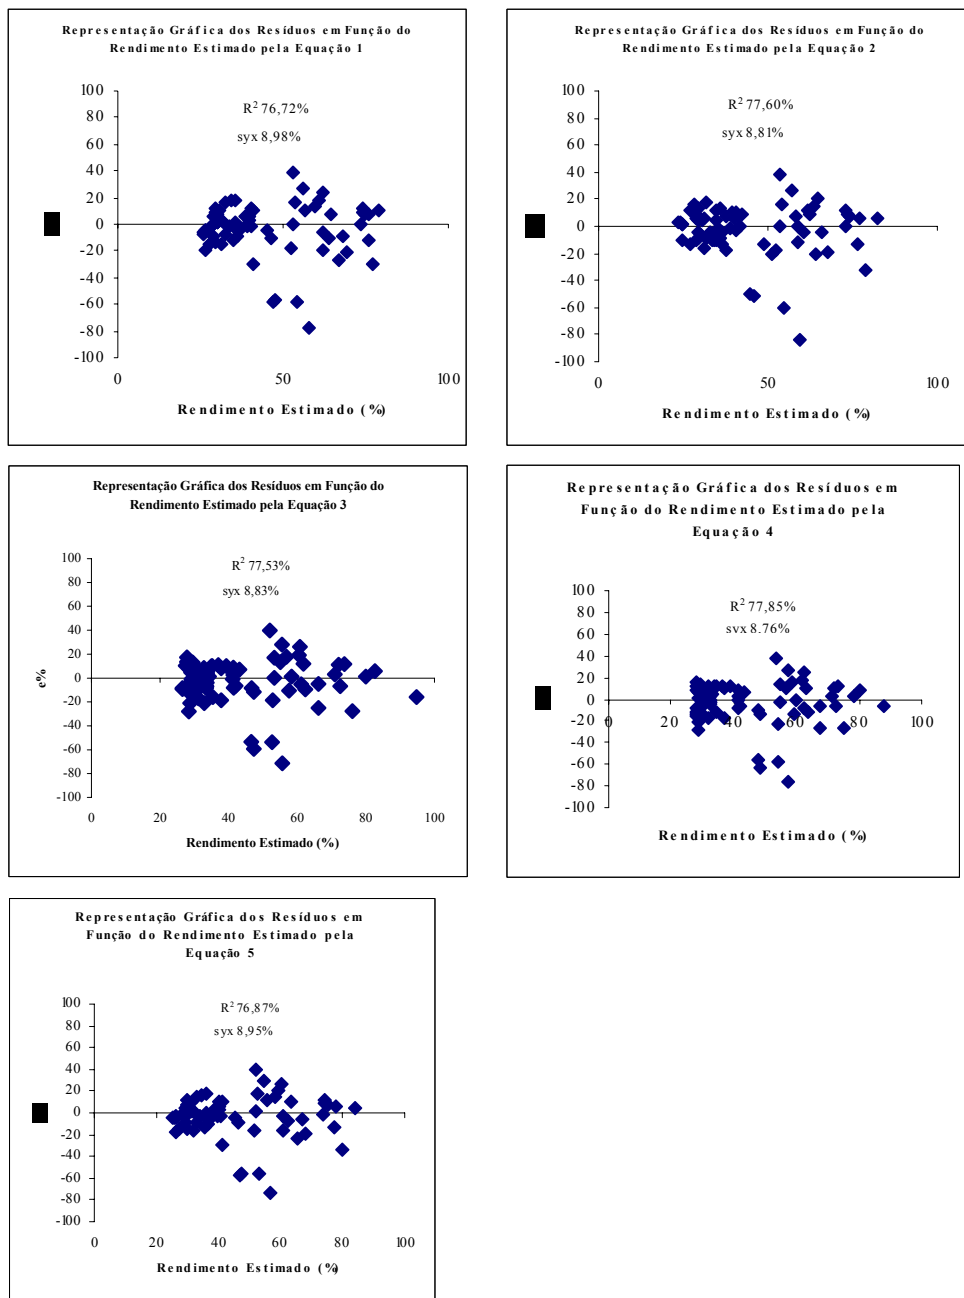 Representação Gráfica dos Resíduos em Função do
Rendimento Estimado pela Equação 1
R² 76,72%
syx 8,98%
100
80
60
40
20
0
-20
-40
-60
-80
-100
0 50 100
Rendimento Estimado (%)
Representação Gráfica dos Resíduos em Função do
Rendimento Estimado pela Equação 2
R² 77,60%
syx 8,81%
100
80
60
40
20
0
-20
-40
-60
-80
-100
0 50 100
Rendimento Estimado (%)
Representação Gráfica dos Resíduos em Função do
Rendimento Estimado pela Equação 3
R² 77,53%
syx 8,83%
e%
100
80
60
40
20
0
-20
-40
-60
-80
-100
0 20 40 60 80 100
Rendimento Estimado (%)
Representação Gráfica dos Resíduos em
Função do Rendimento Estimado pela
Equação 4
R² 77,85%
syx 8.76%
100
80
60
40
20
0
-20
-40
-60
-80
-100
0 20 40 60 80 100
Rendimento Estimado (%)
Representação Gráfica dos Resíduos em
Função do Rendimento Estimado pela
Equação 5
R² 76,87%
syx 8,95%
100
80
60
40
20
0
-20
-40
-60
-80
-100
0 20 40 60 80 100
Rendimento Estimado (%)